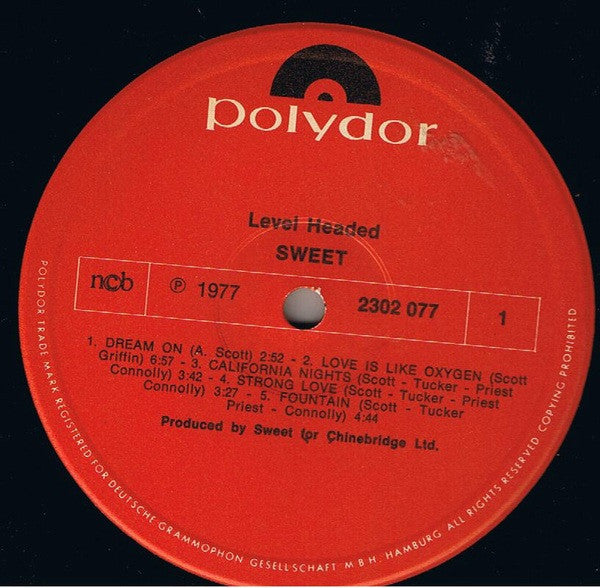 polydor
Level Headed
SWEET
ncb
℗ 1977
2302 077
1
1. DREAM ON (A. Scott) 2:52 - 2. LOVE IS LIKE OXYGEN (Scott
Griffin) 6:57 - 3. CALIFORNIA NIGHTS (Scott - Tucker - Priest
Connolly) 3:42 - 4. STRONG LOVE (Scott - Tucker - Priest
Connolly) 3:27 - 5. FOUNTAIN (Scott - Tucker
Priest - Connolly) 4:44
Produced by Sweet for Chinebridge Ltd.
POLYDOR TRADE MARK REGISTERED FOR DEUTSCHE GRAMMOPHON GESELLSCHAFT M B H. HAMBURG. ALL RIGHTS RESERVED COPYING PROHIBITED